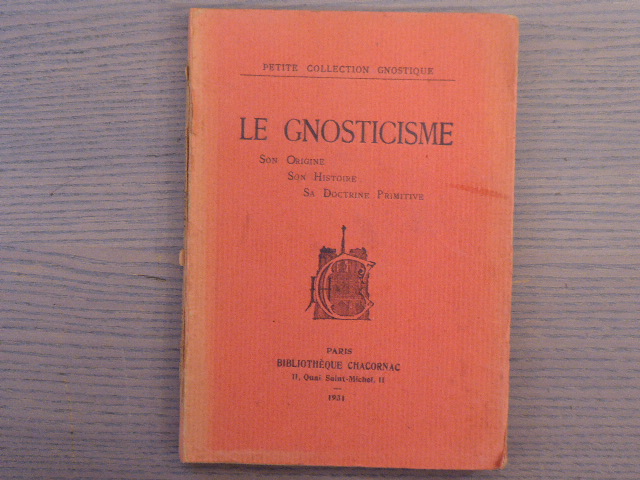 PETITE COLLECTION GNOSTIQUE
LE GNOSTICISME
SON ORIGINE
SON HISTOIRE
SA DOCTRINE PRIMITIVE
PARIS
BIBLIOTHÈQUE CHACORNAC
11, Quai Saint-Michel, 11
1931